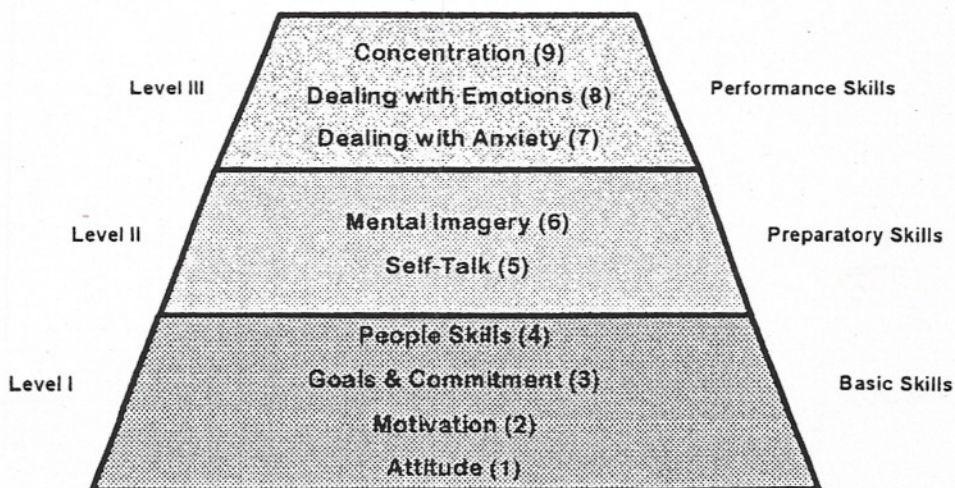 Concentration (9)
Level III
Dealing with Emotions (8)
Performance Skills
Dealing with Anxiety (7)
Mental Imagery (6)
Level II
Preparatory Skills
Self-Talk (5)
People Skills (4)
Level I
Goals & Commitment (3)
Basic Skills
Motivation (2)
Attitude (1)